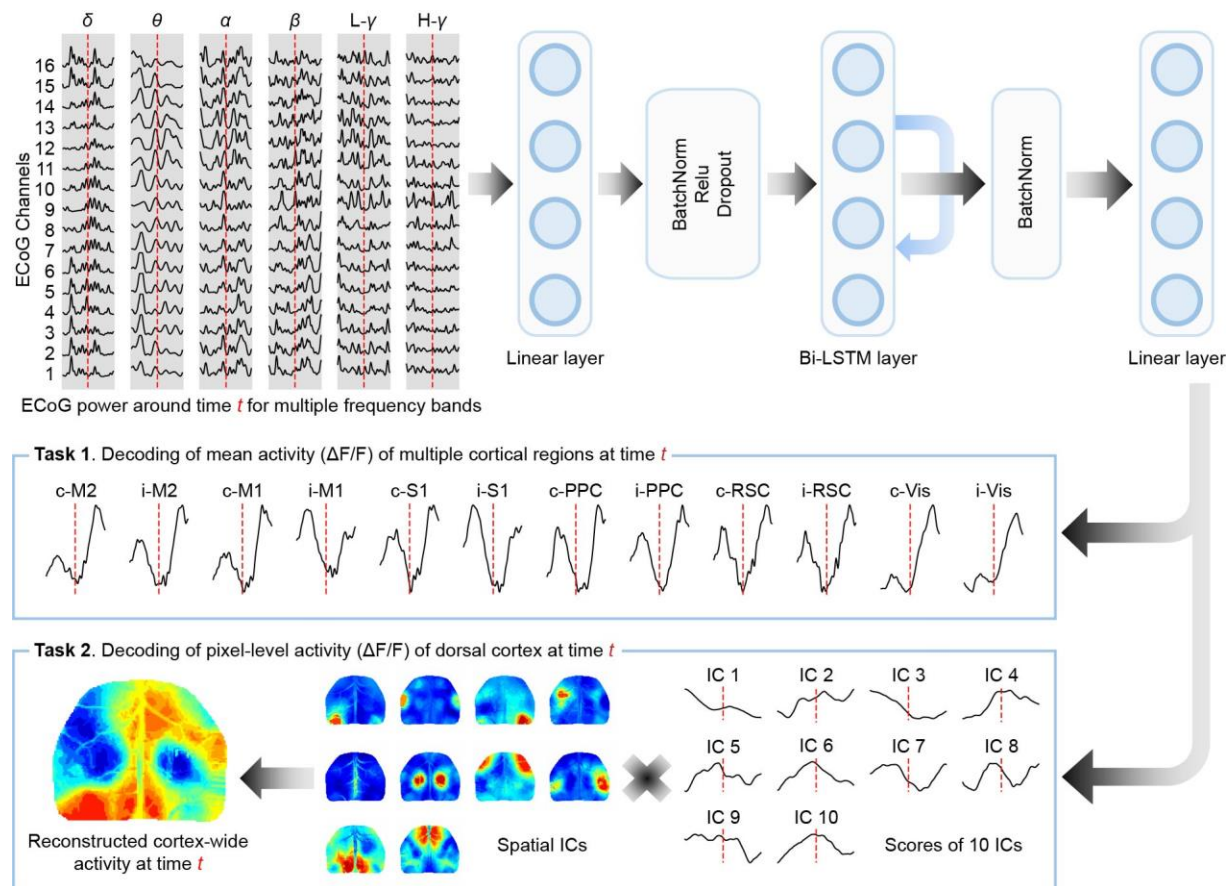 δ θ α β L-γ H-γ
ECoG Channels
16
15
14
13
12
11
10
9
8
7
6
5
4
3
2
1
ECoG power around time t for multiple frequency bands
Linear layer
BatchNorm
Relu
Dropout
Bi-LSTM layer
BatchNorm
Linear layer
Task 1. Decoding of mean activity (ΔF/F) of multiple cortical regions at time t
c-M2 i-M2 c-M1 i-M1 c-S1 i-S1 c-PPC i-PPC c-RSC i-RSC c-Vis i-Vis
Task 2. Decoding of pixel-level activity (ΔF/F) of dorsal cortex at time t
Reconstructed cortex-wide
activity at time t
Spatial ICs
IC 1 IC 2 IC 3 IC 4
IC 5 IC 6 IC 7 IC 8
IC 9 IC 10
Scores of 10 ICs